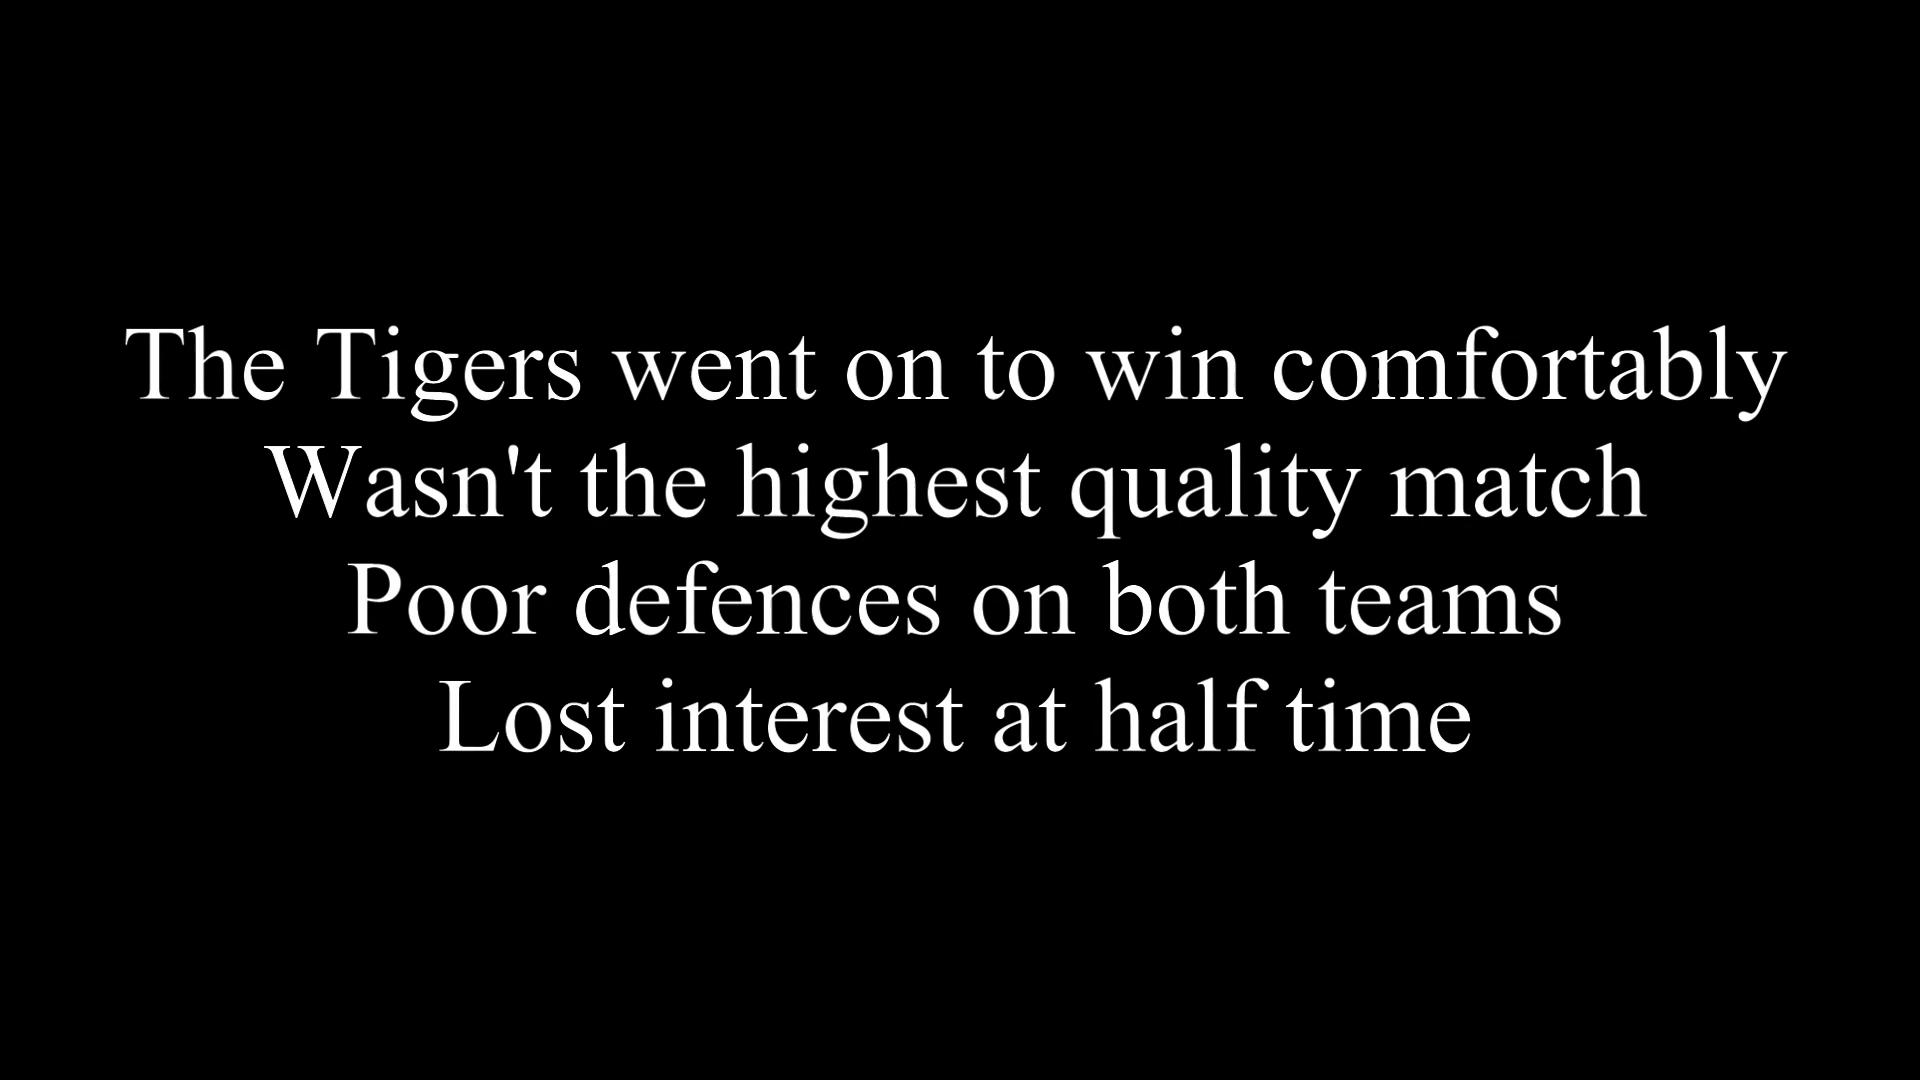 The Tigers went on to win comfortably
Wasn't the highest quality match
Poor defences on both teams
Lost interest at half time